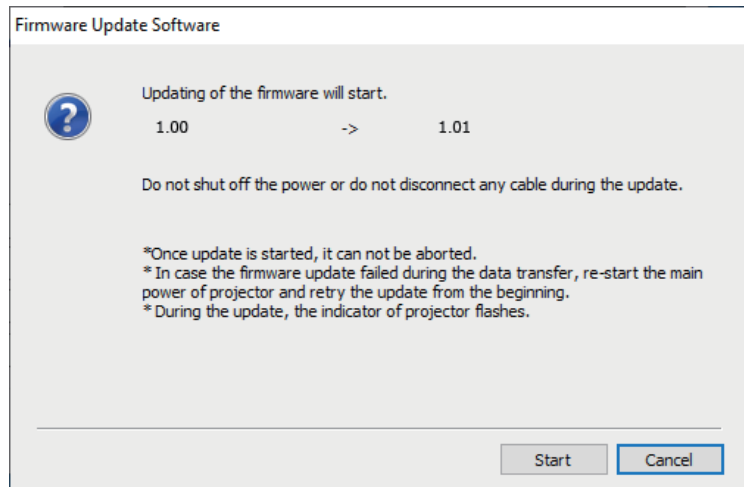 Firmware Update Software
Updating of the firmware will start.
1.00 -> 1.01
Do not shut off the power or do not disconnect any cable during the update.
*Once update is started, it can not be aborted.
* In case the firmware update failed during the data transfer, re-start the main
power of projector and retry the update from the beginning.
* During the update, the indicator of projector flashes.
Start Cancel